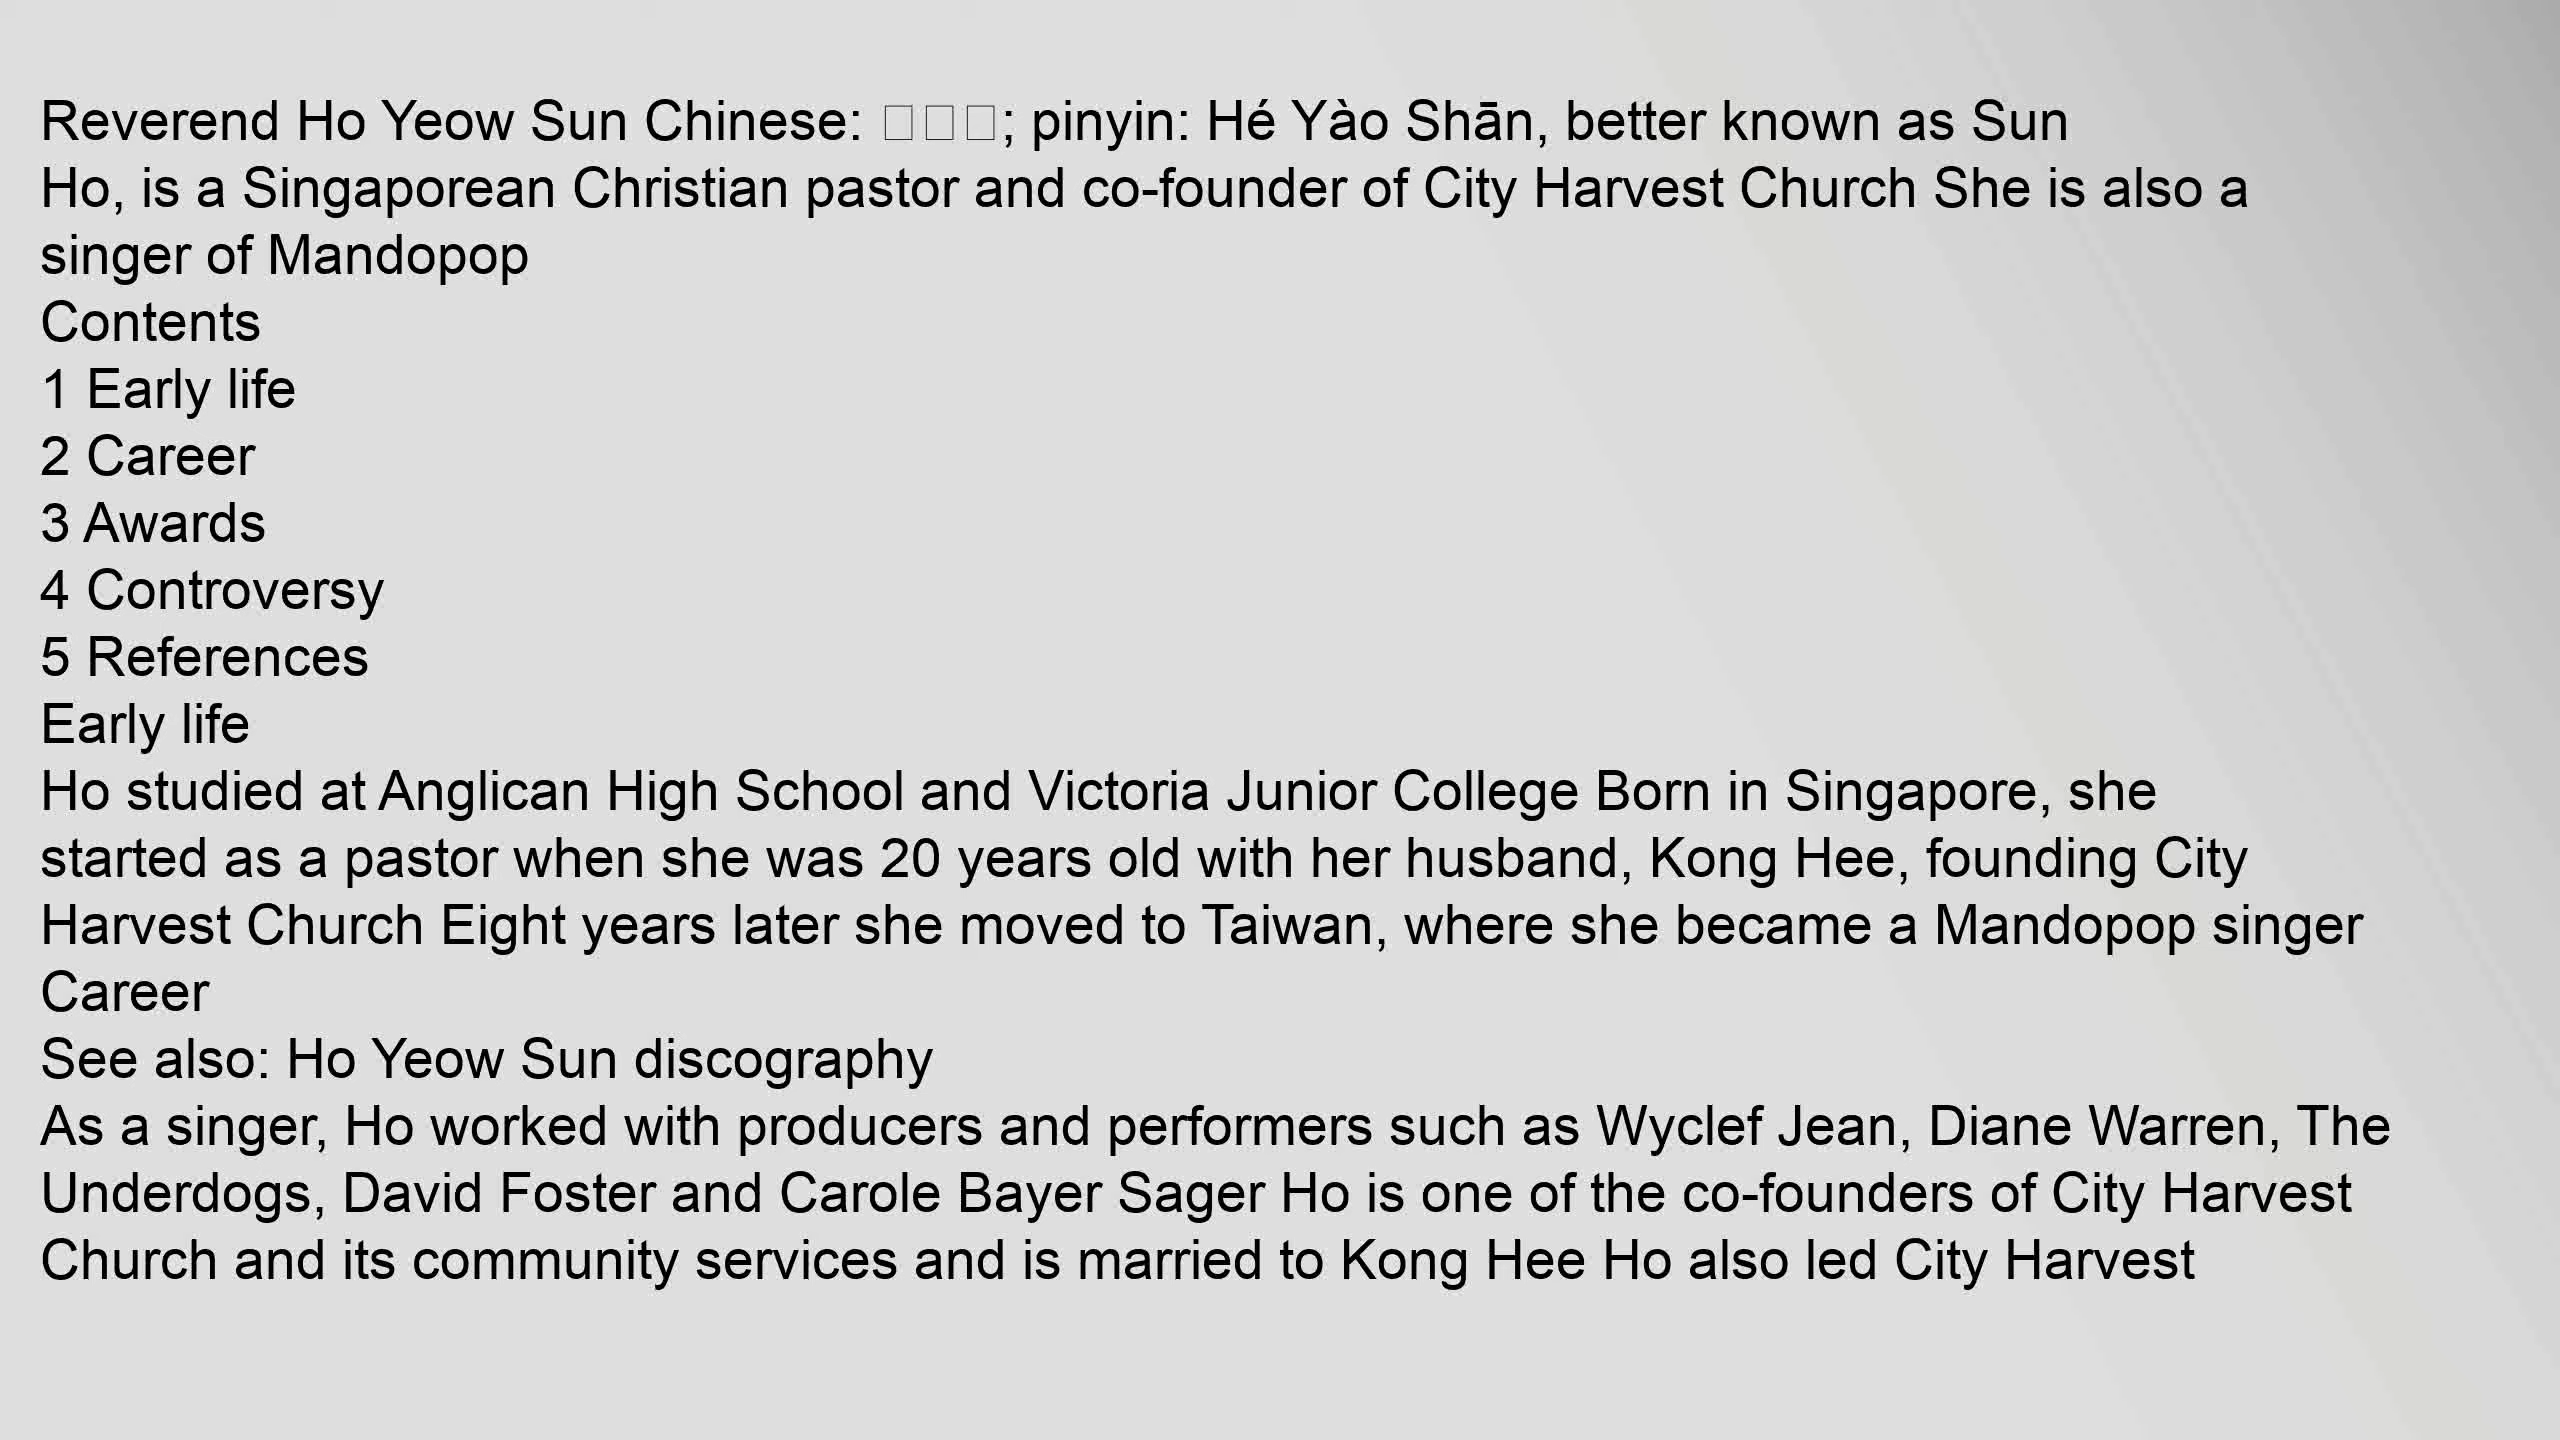 Reverend Ho Yeow Sun Chinese: □□□; pinyin: Hé Yào Shān, better known as Sun
Ho, is a Singaporean Christian pastor and co-founder of City Harvest Church She is also a
singer of Mandopop
Contents
1 Early life
2 Career
3 Awards
4 Controversy
5 References
Early life
Ho studied at Anglican High School and Victoria Junior College Born in Singapore, she
started as a pastor when she was 20 years old with her husband, Kong Hee, founding City
Harvest Church Eight years later she moved to Taiwan, where she became a Mandopop singer
Career
See also: Ho Yeow Sun discography
As a singer, Ho worked with producers and performers such as Wyclef Jean, Diane Warren, The
Underdogs, David Foster and Carole Bayer Sager Ho is one of the co-founders of City Harvest
Church and its community services and is married to Kong Hee Ho also led City Harvest